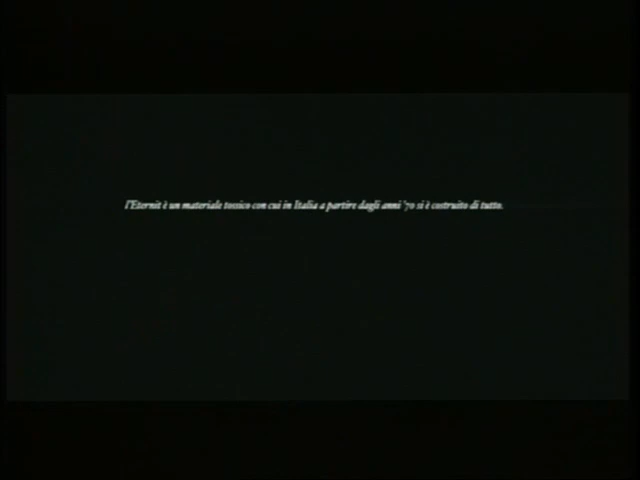 l'Eternit è un materiale tossico con cui in Italia a partire dagli anni '70 si è costruito di tutto.